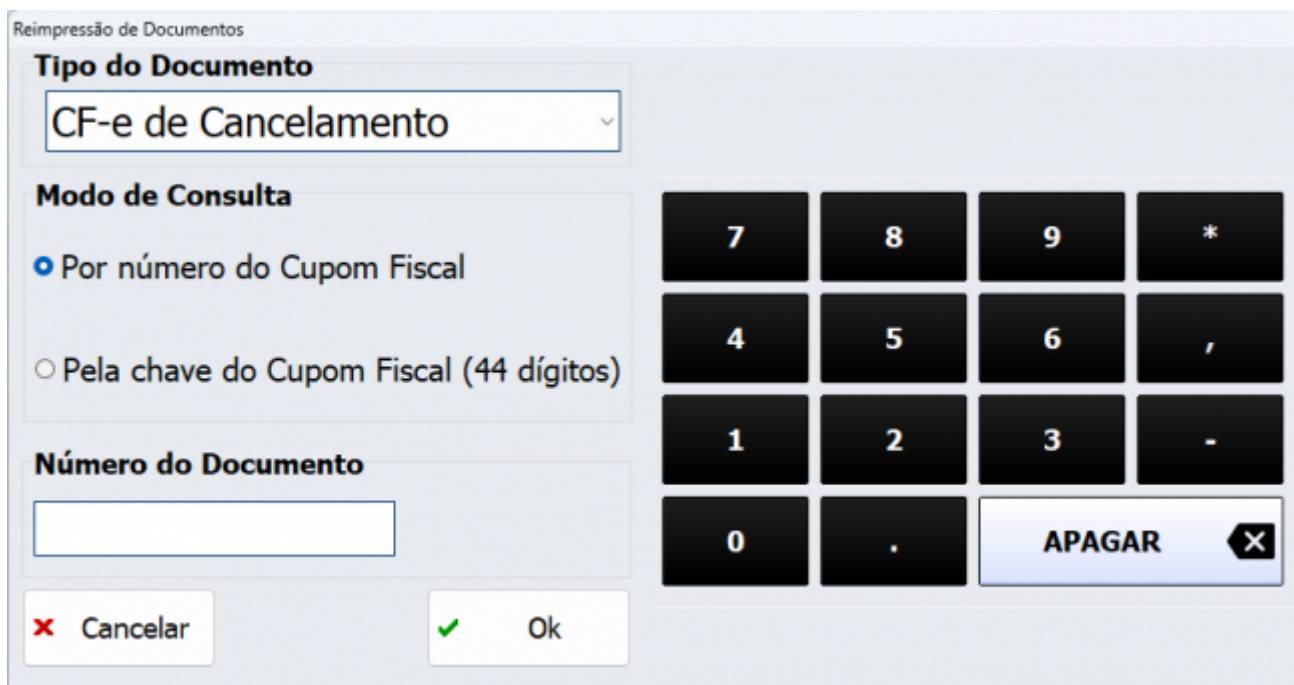 Reimpressão de Documentos
Tipo do Documento
CF-e de Cancelamento
Modo de Consulta
Por número do Cupom Fiscal
Pela chave do Cupom Fiscal (44 dígitos)
Número do Documento
Cancelar
Ok
7 8 9 *
4 5 6 ,
1 2 3 -
0 . APAGAR